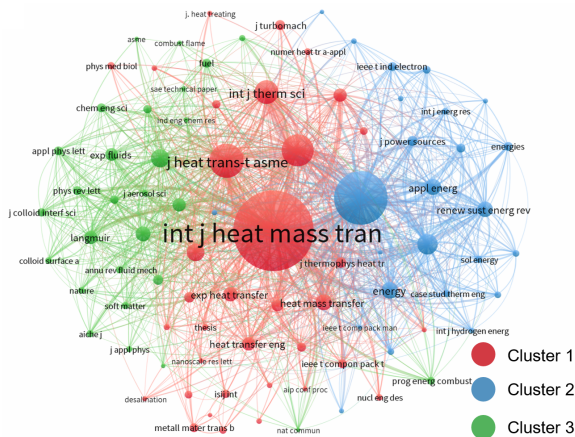 j. heat treating
j turbomach
asme
combust flame
numer heat tr a-appl
phys med biol
fuel
ieee t ind electron
sae technical paper
int j therm sci
chem eng sci
int j energ res
ind eng chem res
j power sources
energies
appl phys lett
exp fluids
j heat trans-t asme
phys rev lett
j aerosol sci
appl energ
j colloid interf sci
renew sust energ rev
langmuir
int j heat mass tran
colloid surface a
annu rev fluid mech
j thermophys heat tr
sol energy
nature
soft matter
exp heat transfer
heat mass transfer
energy
case stud therm eng
aiche j
thesis
ieee t comp pack man
int j hydrogen energ
j appl phys
heat transfer eng
Cluster 1
nanoscale res lett
ieee t compon pack t
prog energ combust
aip conf proc
Cluster 2
desalination
isij int
nucl eng des
metall mater trans b
nat commun
Cluster 3